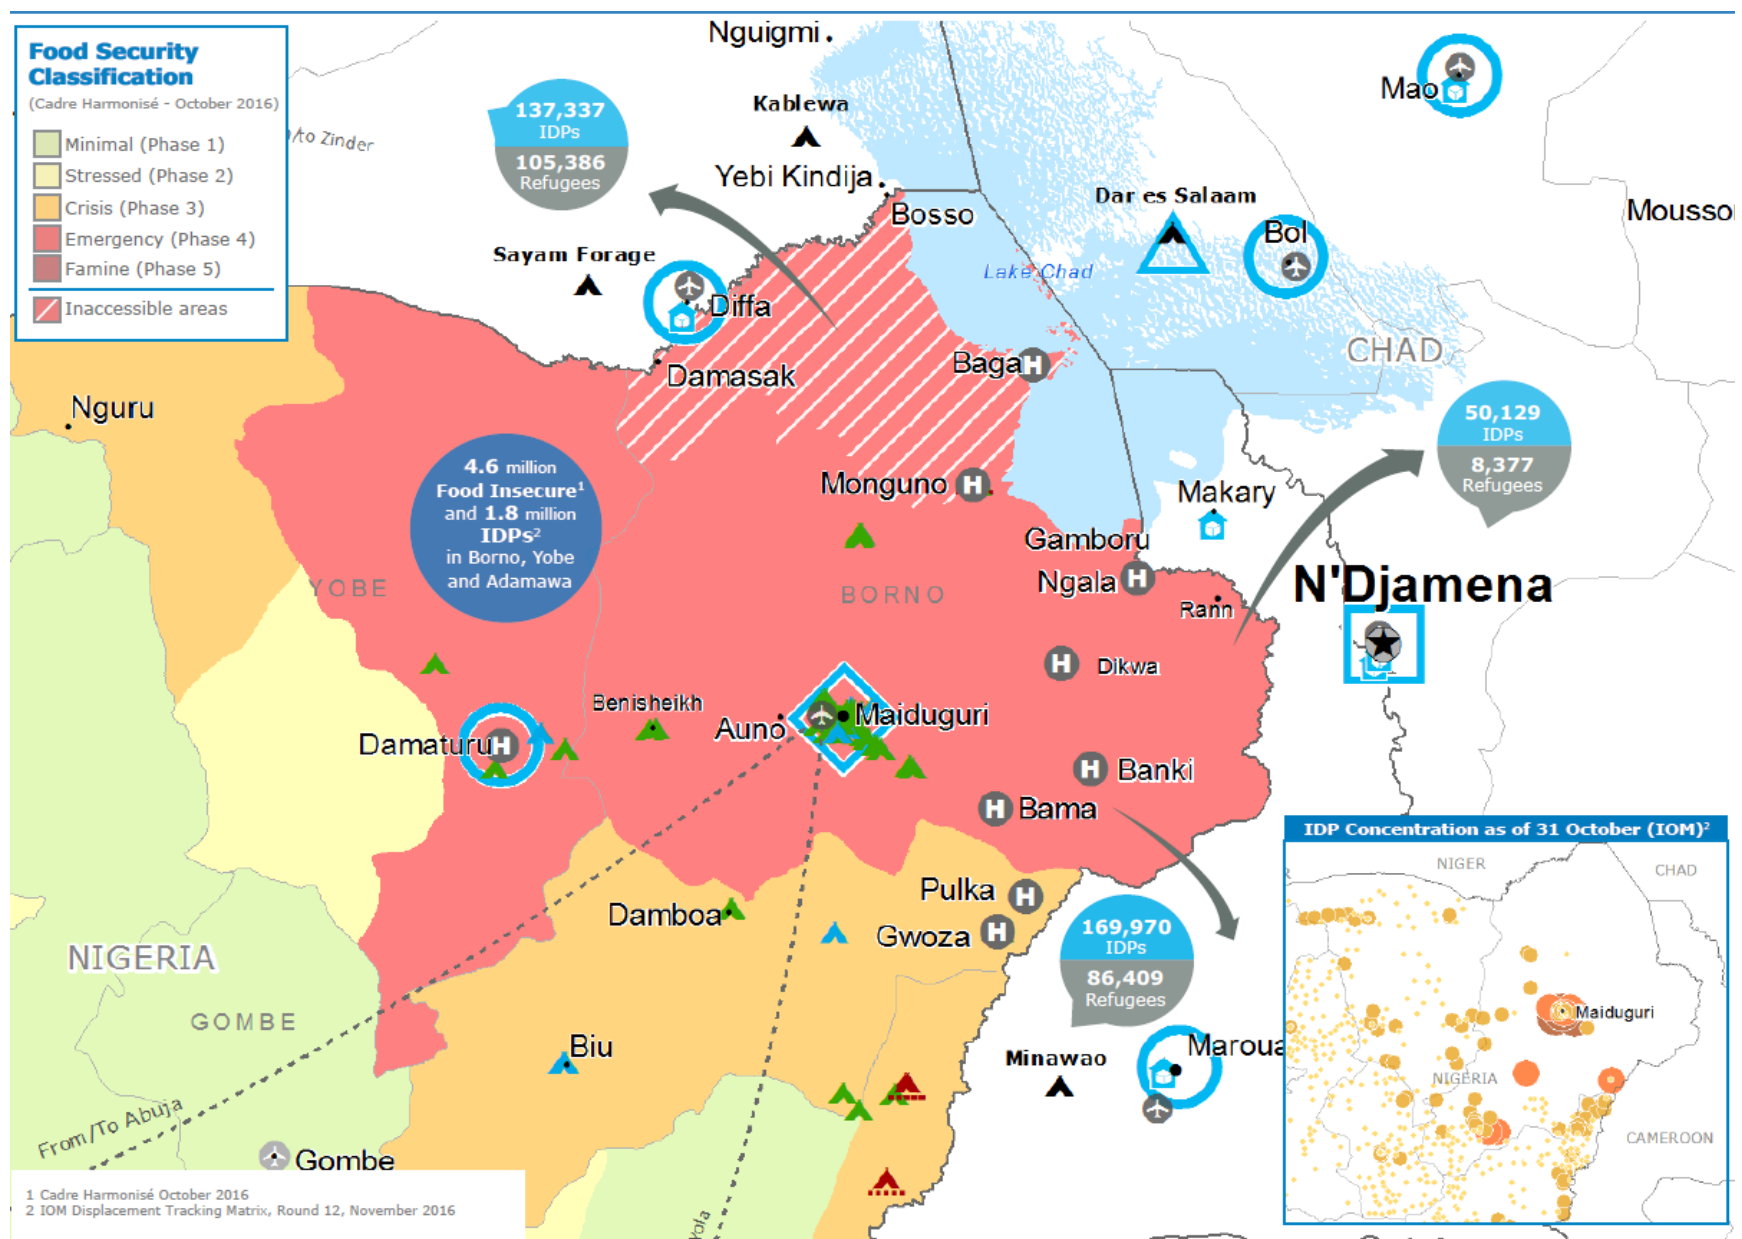 Food Security
Classification
(Cadre Harmonisé - October 2016)
Minimal (Phase 1)
Stressed (Phase 2)
Crisis (Phase 3)
Emergency (Phase 4)
Famine (Phase 5)
Inaccessible areas
/to Zinder
Nguigmi
137,337
IDPs
105,386
Refugees
Kablewa
Yebi Kindija
Bosso
Mao
Dar es Salaam
Bol
Mousso
Sayam Forage
Lake Chad
Diffa
CHAD
Baga
Damasak
Nguru
50,129
IDPs
8,377
Refugees
4.6 million
Food Insecure1
and 1.8 million
IDPs2
in Borno, Yobe
and Adamawa
Monguno H
Makary
Gamboru
Ngala H
YOBE
BORNO
Rann
N'Djamena
H Dikwa
Benisheikh
Auno
Maiduguri
Damaturu H
H Banki
H Bama
Pulka H
Damboa
Gwoza H
NIGERIA
GOMBE
169,970
IDPs
86,409
Refugees
Biu
Minawao
Maroua
From/To Abuja
Gombe
Yola
1 Cadre Harmonisé October 2016
2 IOM Displacement Tracking Matrix, Round 12, November 2016
IDP Concentration as of 31 October (IOM)2
NIGER
CHAD
Maiduguri
NIGERIA
CAMEROON